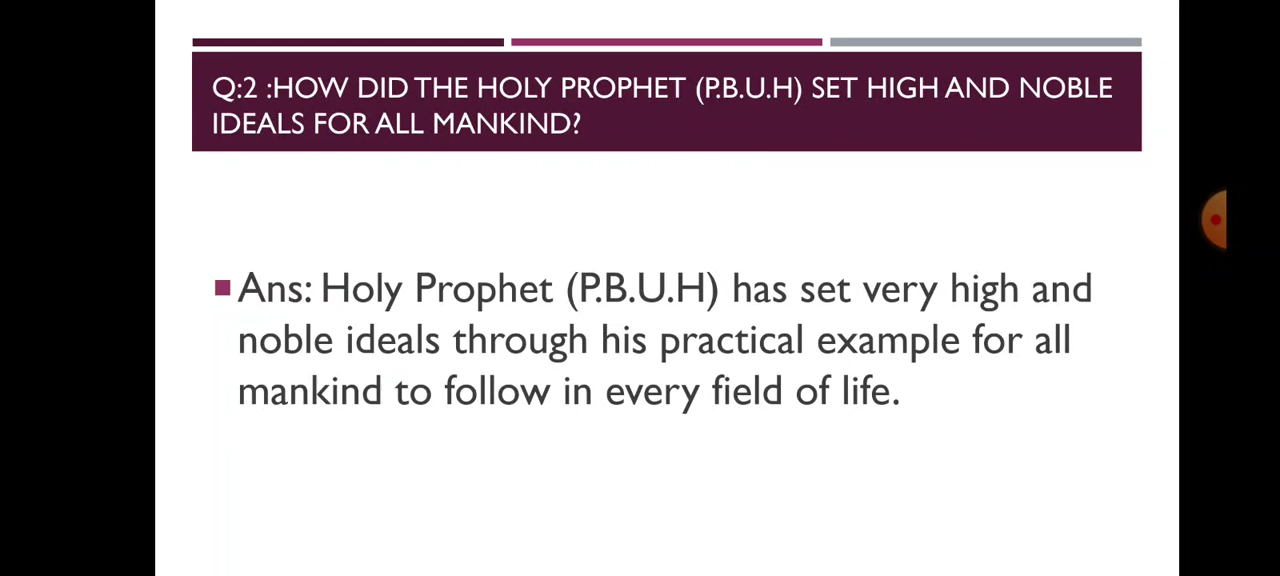 Q:2 :HOW DID THE HOLY PROPHET (P.B.U.H) SET HIGH AND NOBLE
IDEALS FOR ALL MANKIND?
Ans: Holy Prophet (P.B.U.H) has set very high and
noble ideals through his practical example for all
mankind to follow in every field of life.